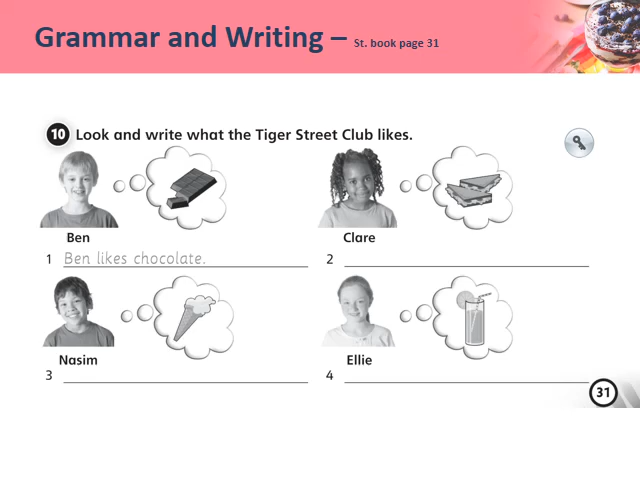 Grammar and Writing – St. book page 31
10 Look and write what the Tiger Street Club likes.
Ben
Clare
1 Ben likes chocolate.
2
Nasim
Ellie
3
4
31